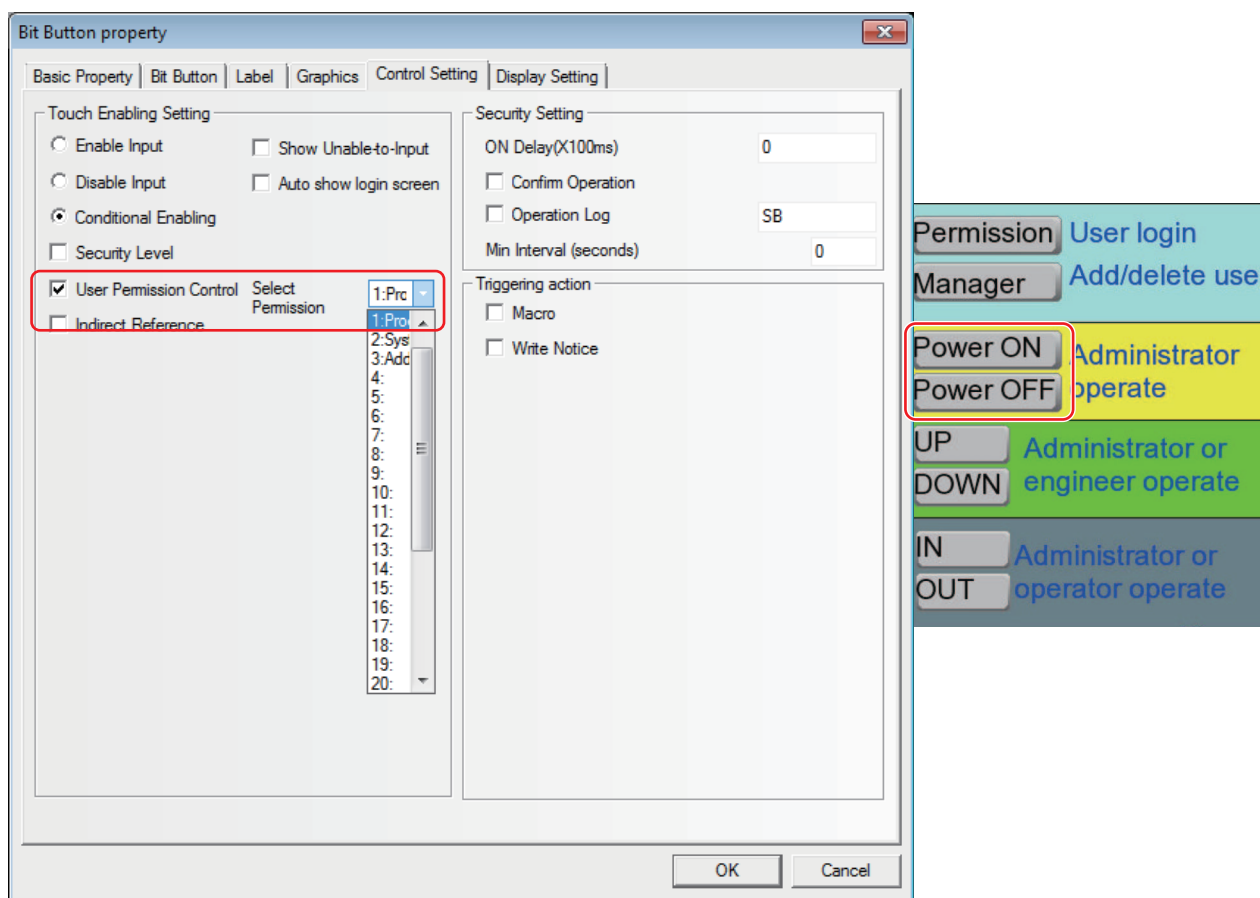 Bit Button property
Basic Property Bit Button Label Graphics Control Setting Display Setting
Touch Enabling Setting
Enable Input Show Unable-to-Input
Disable Input Auto show login screen
Conditional Enabling
Security Level
User Permission Control Select Permission 1:Prc
Indirect Reference
1:Pro
2:Sys
3:Add
4:
5:
6:
7:
8:
9:
10:
11:
12:
13:
14:
15:
16:
17:
18:
19:
20:
Security Setting
ON Delay(X100ms) 0
Confirm Operation
Operation Log SB
Min Interval (seconds) 0
Triggering action
Macro
Write Notice
OK Cancel
Permission User login
Manager Add/delete use
Power ON Administrator
Power OFF operate
UP Administrator or
DOWN engineer operate
IN Administrator or
OUT operator operate